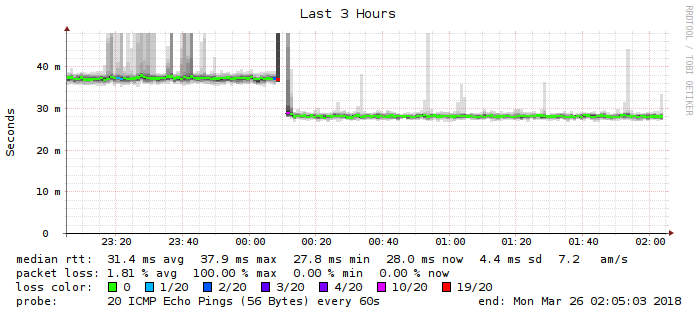 Last 3 Hours
RRDTOOL / TOBI OETIKER
Seconds
40 m
30 m
20 m
10 m
0
23:20 23:40 00:00 00:20 00:40 01:00 01:20 01:40 02:00
median rtt: 31.4 ms avg 37.9 ms max 27.8 ms min 28.0 ms now 4.4 ms sd 7.2 am/s
packet loss: 1.81 % avg 100.00 % max 0.00 % min 0.00 % now
loss color: 0 1/20 2/20 3/20 4/20 10/20 19/20
probe: 20 ICMP Echo Pings (56 Bytes) every 60s end: Mon Mar 26 02:05:03 2018